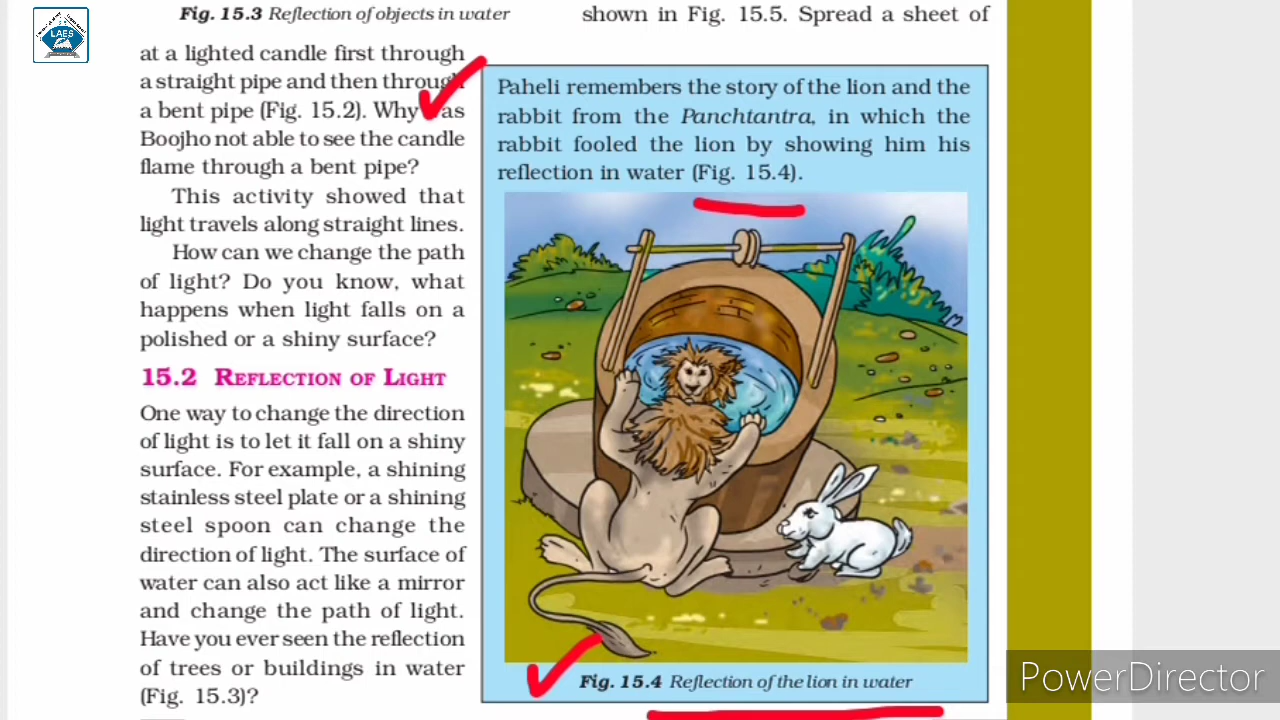 Fig. 15.3 Reflection of objects in water
at a lighted candle first through
a straight pipe and then through
a bent pipe (Fig. 15.2). Why as
Boojho not able to see the candle
flame through a bent pipe?
This activity showed that
light travels along straight lines.
How can we change the path
of light? Do you know, what
happens when light falls on a
polished or a shiny surface?
15.2 REFLECTION OF LIGHT
One way to change the direction
of light is to let it fall on a shiny
surface. For example, a shining
stainless steel plate or a shining
steel spoon can change the
direction of light. The surface of
water can also act like a mirror
and change the path of light.
Have you ever seen the reflection
of trees or buildings in water
(Fig. 15.3)?
shown in Fig. 15.5. Spread a sheet of
Paheli remembers the story of the lion and the
rabbit from the Panchtantra, in which the
rabbit fooled the lion by showing him his
reflection in water (Fig. 15.4).
Fig. 15.4 Reflection of the lion in water
LAES
PowerDirector